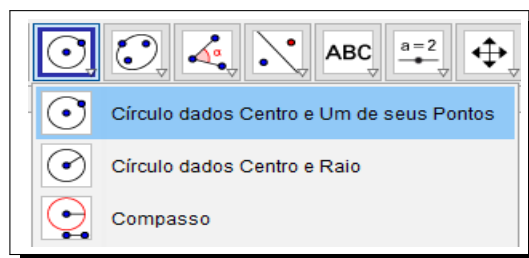 α ABC a = 2
Círculo dados Centro e Um de seus Pontos
Círculo dados Centro e Raio
Compasso